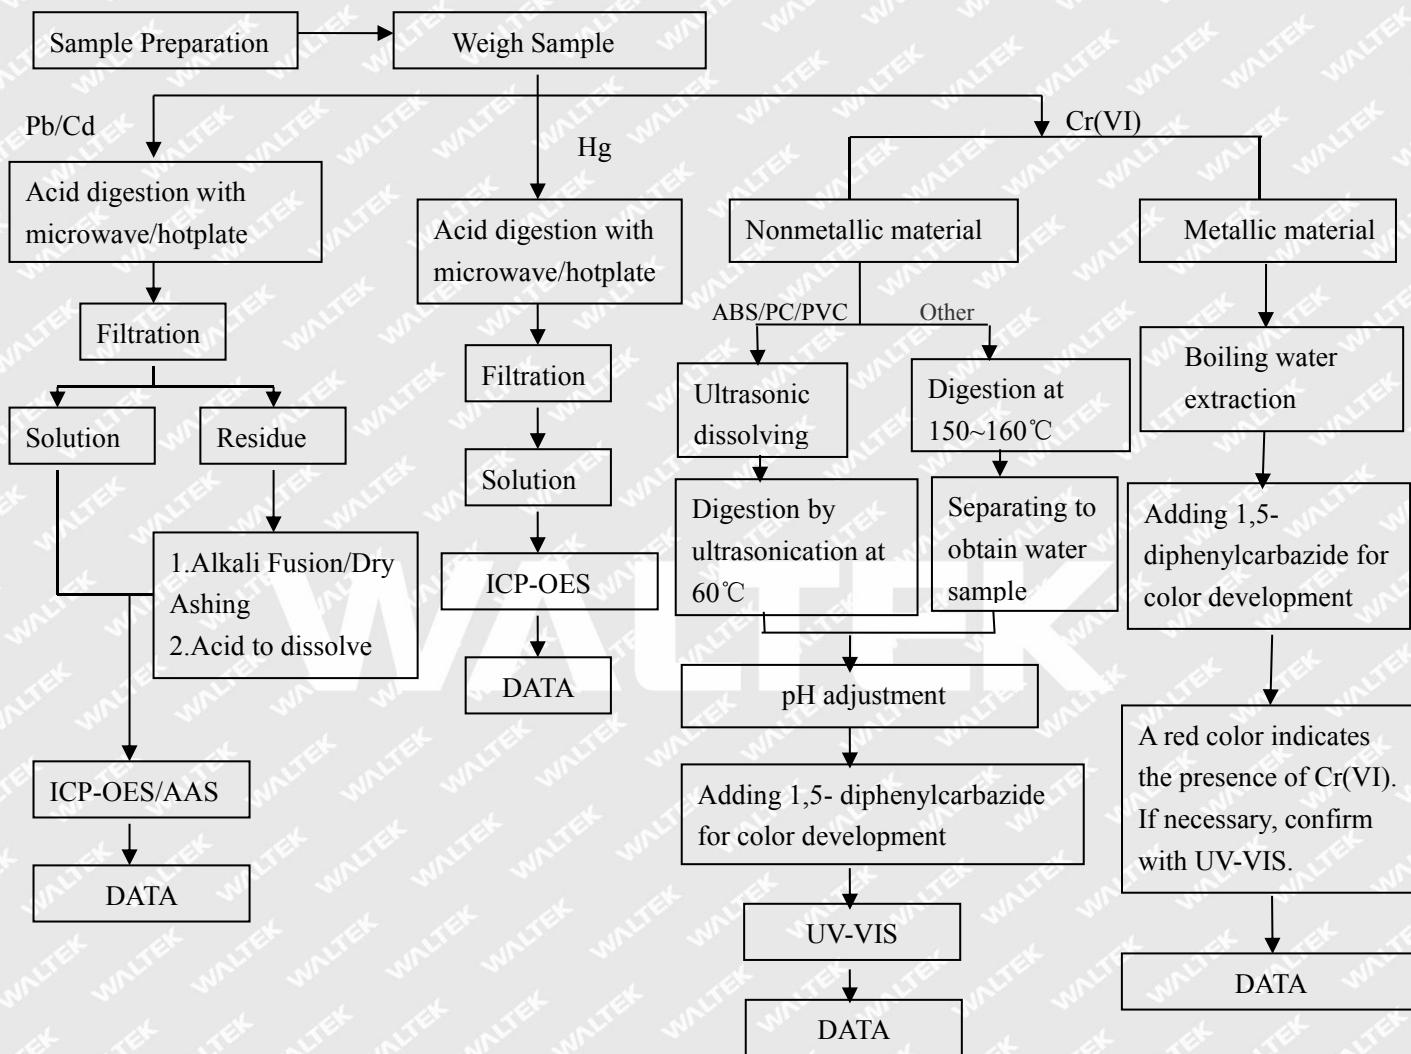 Sample Preparation
Weigh Sample
Pb/Cd
Hg
Cr(VI)
Acid digestion with
microwave/hotplate
Filtration
Solution
Residue
1.Alkali Fusion/Dry
Ashing
2.Acid to dissolve
ICP-OES/AAS
DATA
Acid digestion with
microwave/hotplate
Filtration
Solution
ICP-OES
DATA
Nonmetallic material
ABS/PC/PVC
Other
Ultrasonic
dissolving
Digestion by
ultrasonication at
60℃
Digestion at
150~160℃
Separating to
obtain water
sample
pH adjustment
Adding 1,5- diphenylcarbazide
for color development
UV-VIS
DATA
Metallic material
Boiling water
extraction
Adding 1,5-
diphenylcarbazide for
color development
A red color indicates
the presence of Cr(VI).
If necessary, confirm
with UV-VIS.
DATA
WALTEK